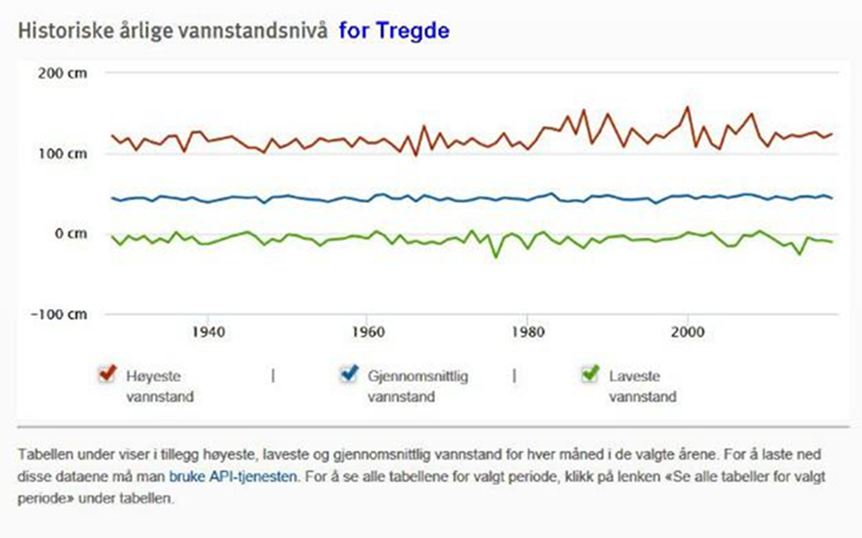 Historiske årlige vannstandsnivå for Tregde
200 cm
100 cm
0 cm
-100 cm
1940 1960 1980 2000
Høyeste vannstand | Gjennomsnittlig vannstand | Laveste vannstand
Tabellen under viser i tillegg høyeste, laveste og gjennomsnittlig vannstand for hver måned i de valgte årene. For å laste ned
disse dataene må man bruke API-tjenesten. For å se alle tabellene for valgt periode, klikk på lenken «Se alle tabeller for valgt
periode» under tabellen.